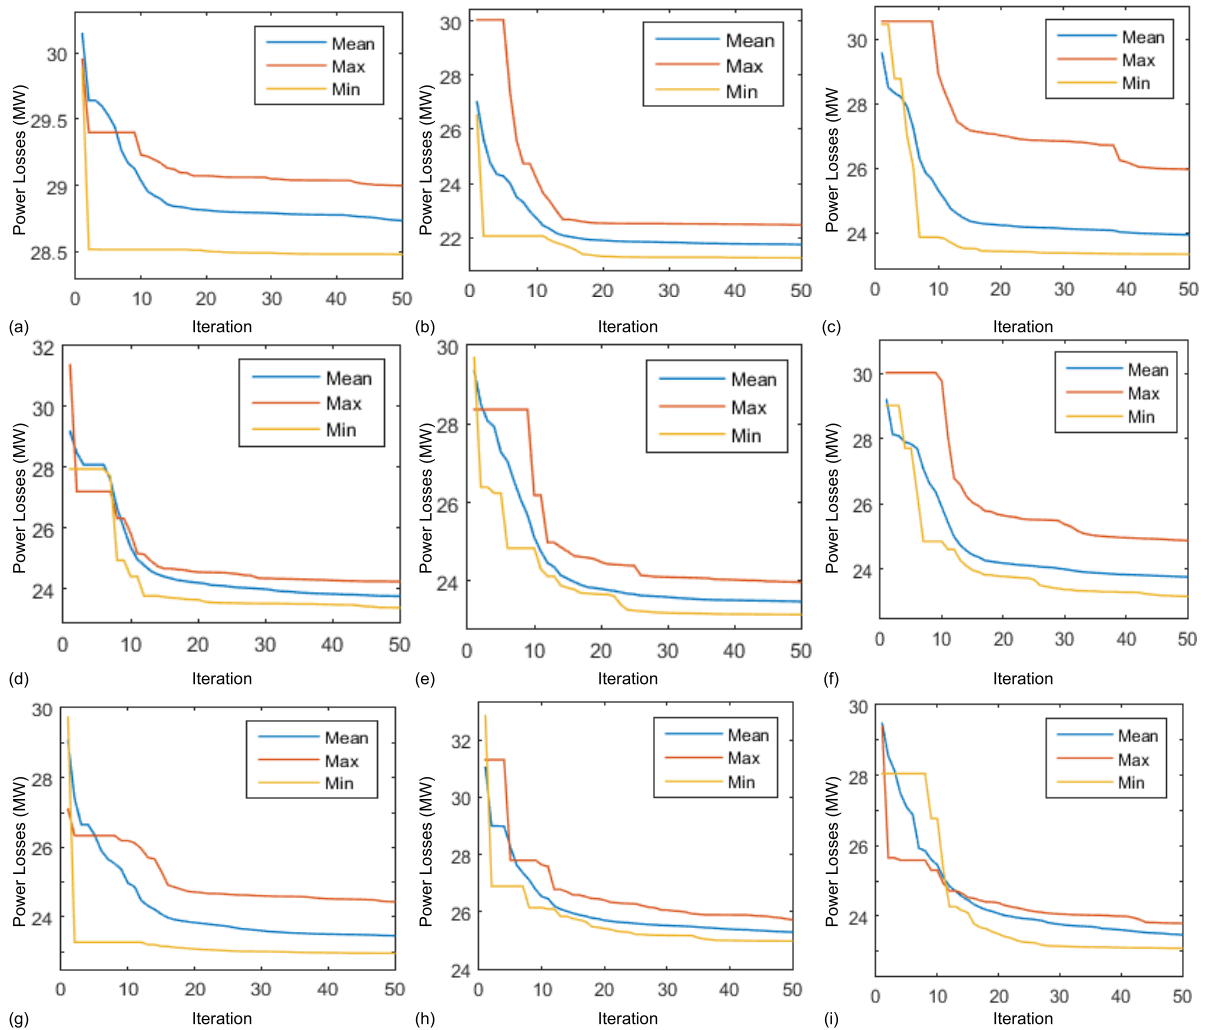 30
29.5
29
28.5
0
10
20
30
40
50
Power Losses (MW)
Mean
Max
Min
(a)
Iteration
30
28
26
24
22
0
10
20
30
40
50
Power Losses (MW)
Mean
Max
Min
(b)
Iteration
30
28
26
24
0
10
20
30
40
50
Power Losses (MW
Mean
Max
Min
(c)
Iteration
32
30
28
26
24
0
10
20
30
40
50
Power Losses (MW)
Mean
Max
Min
(d)
Iteration
30
28
26
24
0
10
20
30
40
50
Power Losses (MW)
Mean
Max
Min
(e)
Iteration
30
28
26
24
0
10
20
30
40
50
Power Losses (MW)
Mean
Max
Min
(f)
Iteration
30
28
26
24
0
10
20
30
40
50
Power Losses (MW)
Mean
Max
Min
(g)
Iteration
32
30
28
26
24
0
10
20
30
40
50
Power Losses (MW)
Mean
Max
Min
(h)
Iteration
30
28
26
24
0
10
20
30
40
50
Power Losses (MW)
Mean
Max
Min
(i)
Iteration